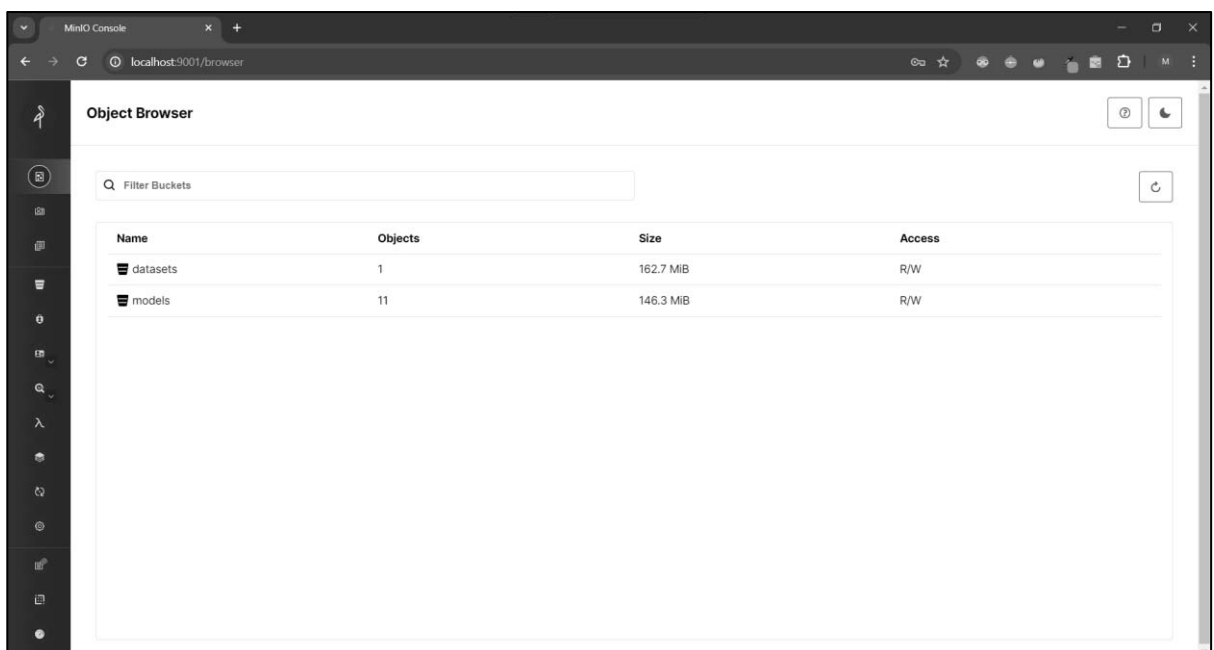 MinIO Console
localhost:9001/browser
M
Object Browser
Filter Buckets
Name Objects Size Access
datasets 1 162.7 MiB R/W
models 11 146.3 MiB R/W